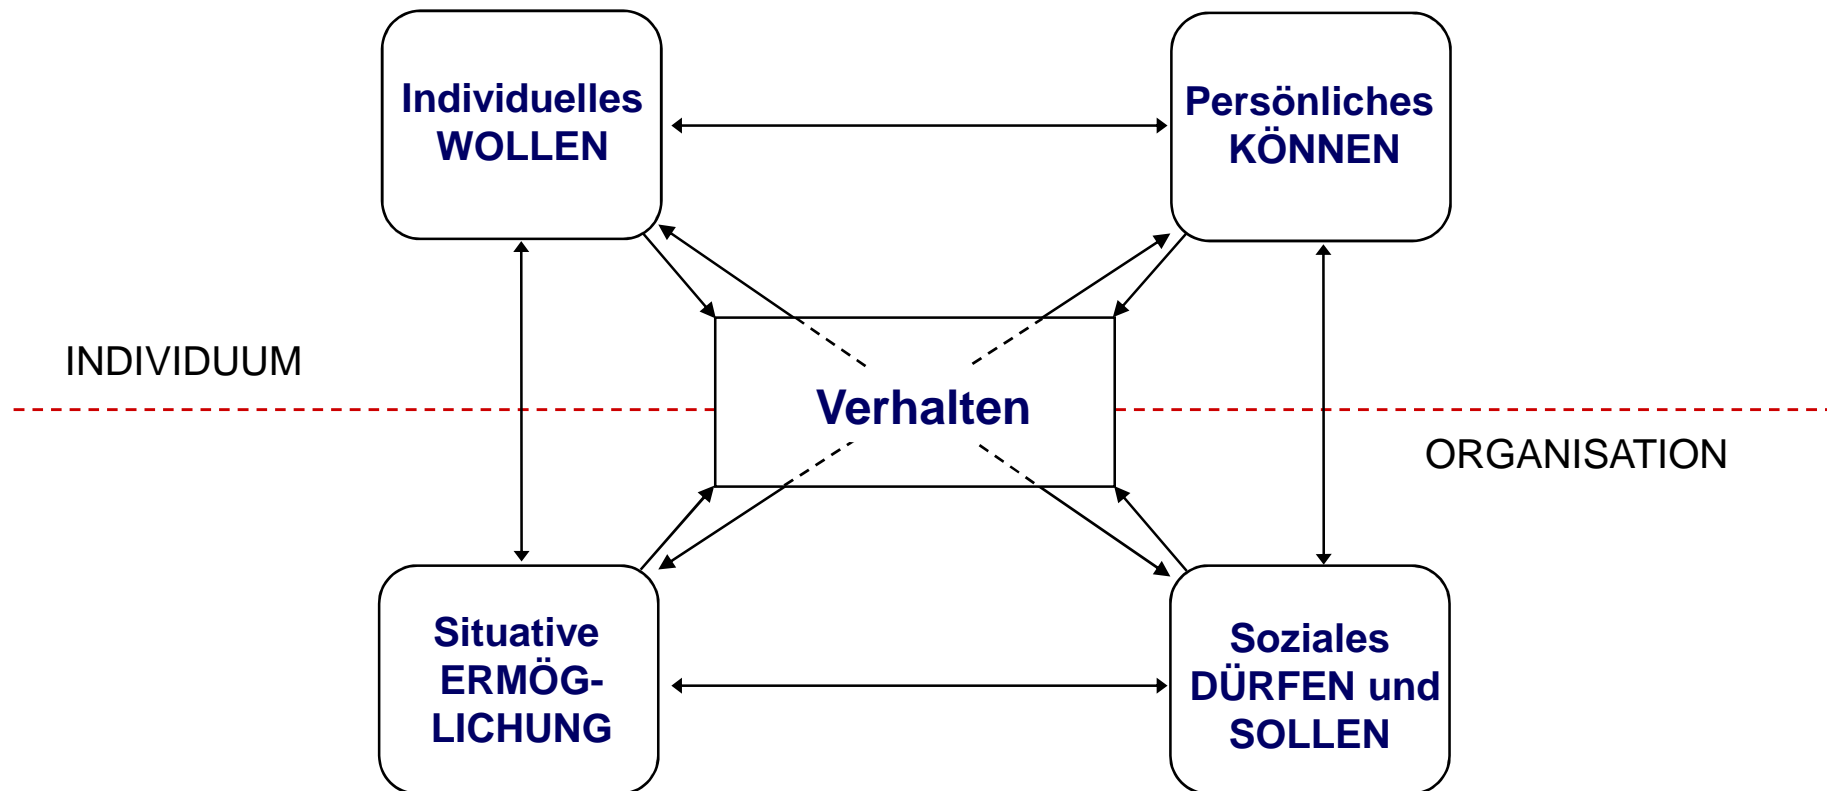 Individuelles
WOLLEN
Persönliches
KÖNNEN
INDIVIDUUM
Verhalten
ORGANISATION
Situative
ERMÖG-
LICHUNG
Soziales
DÜRFEN und
SOLLEN